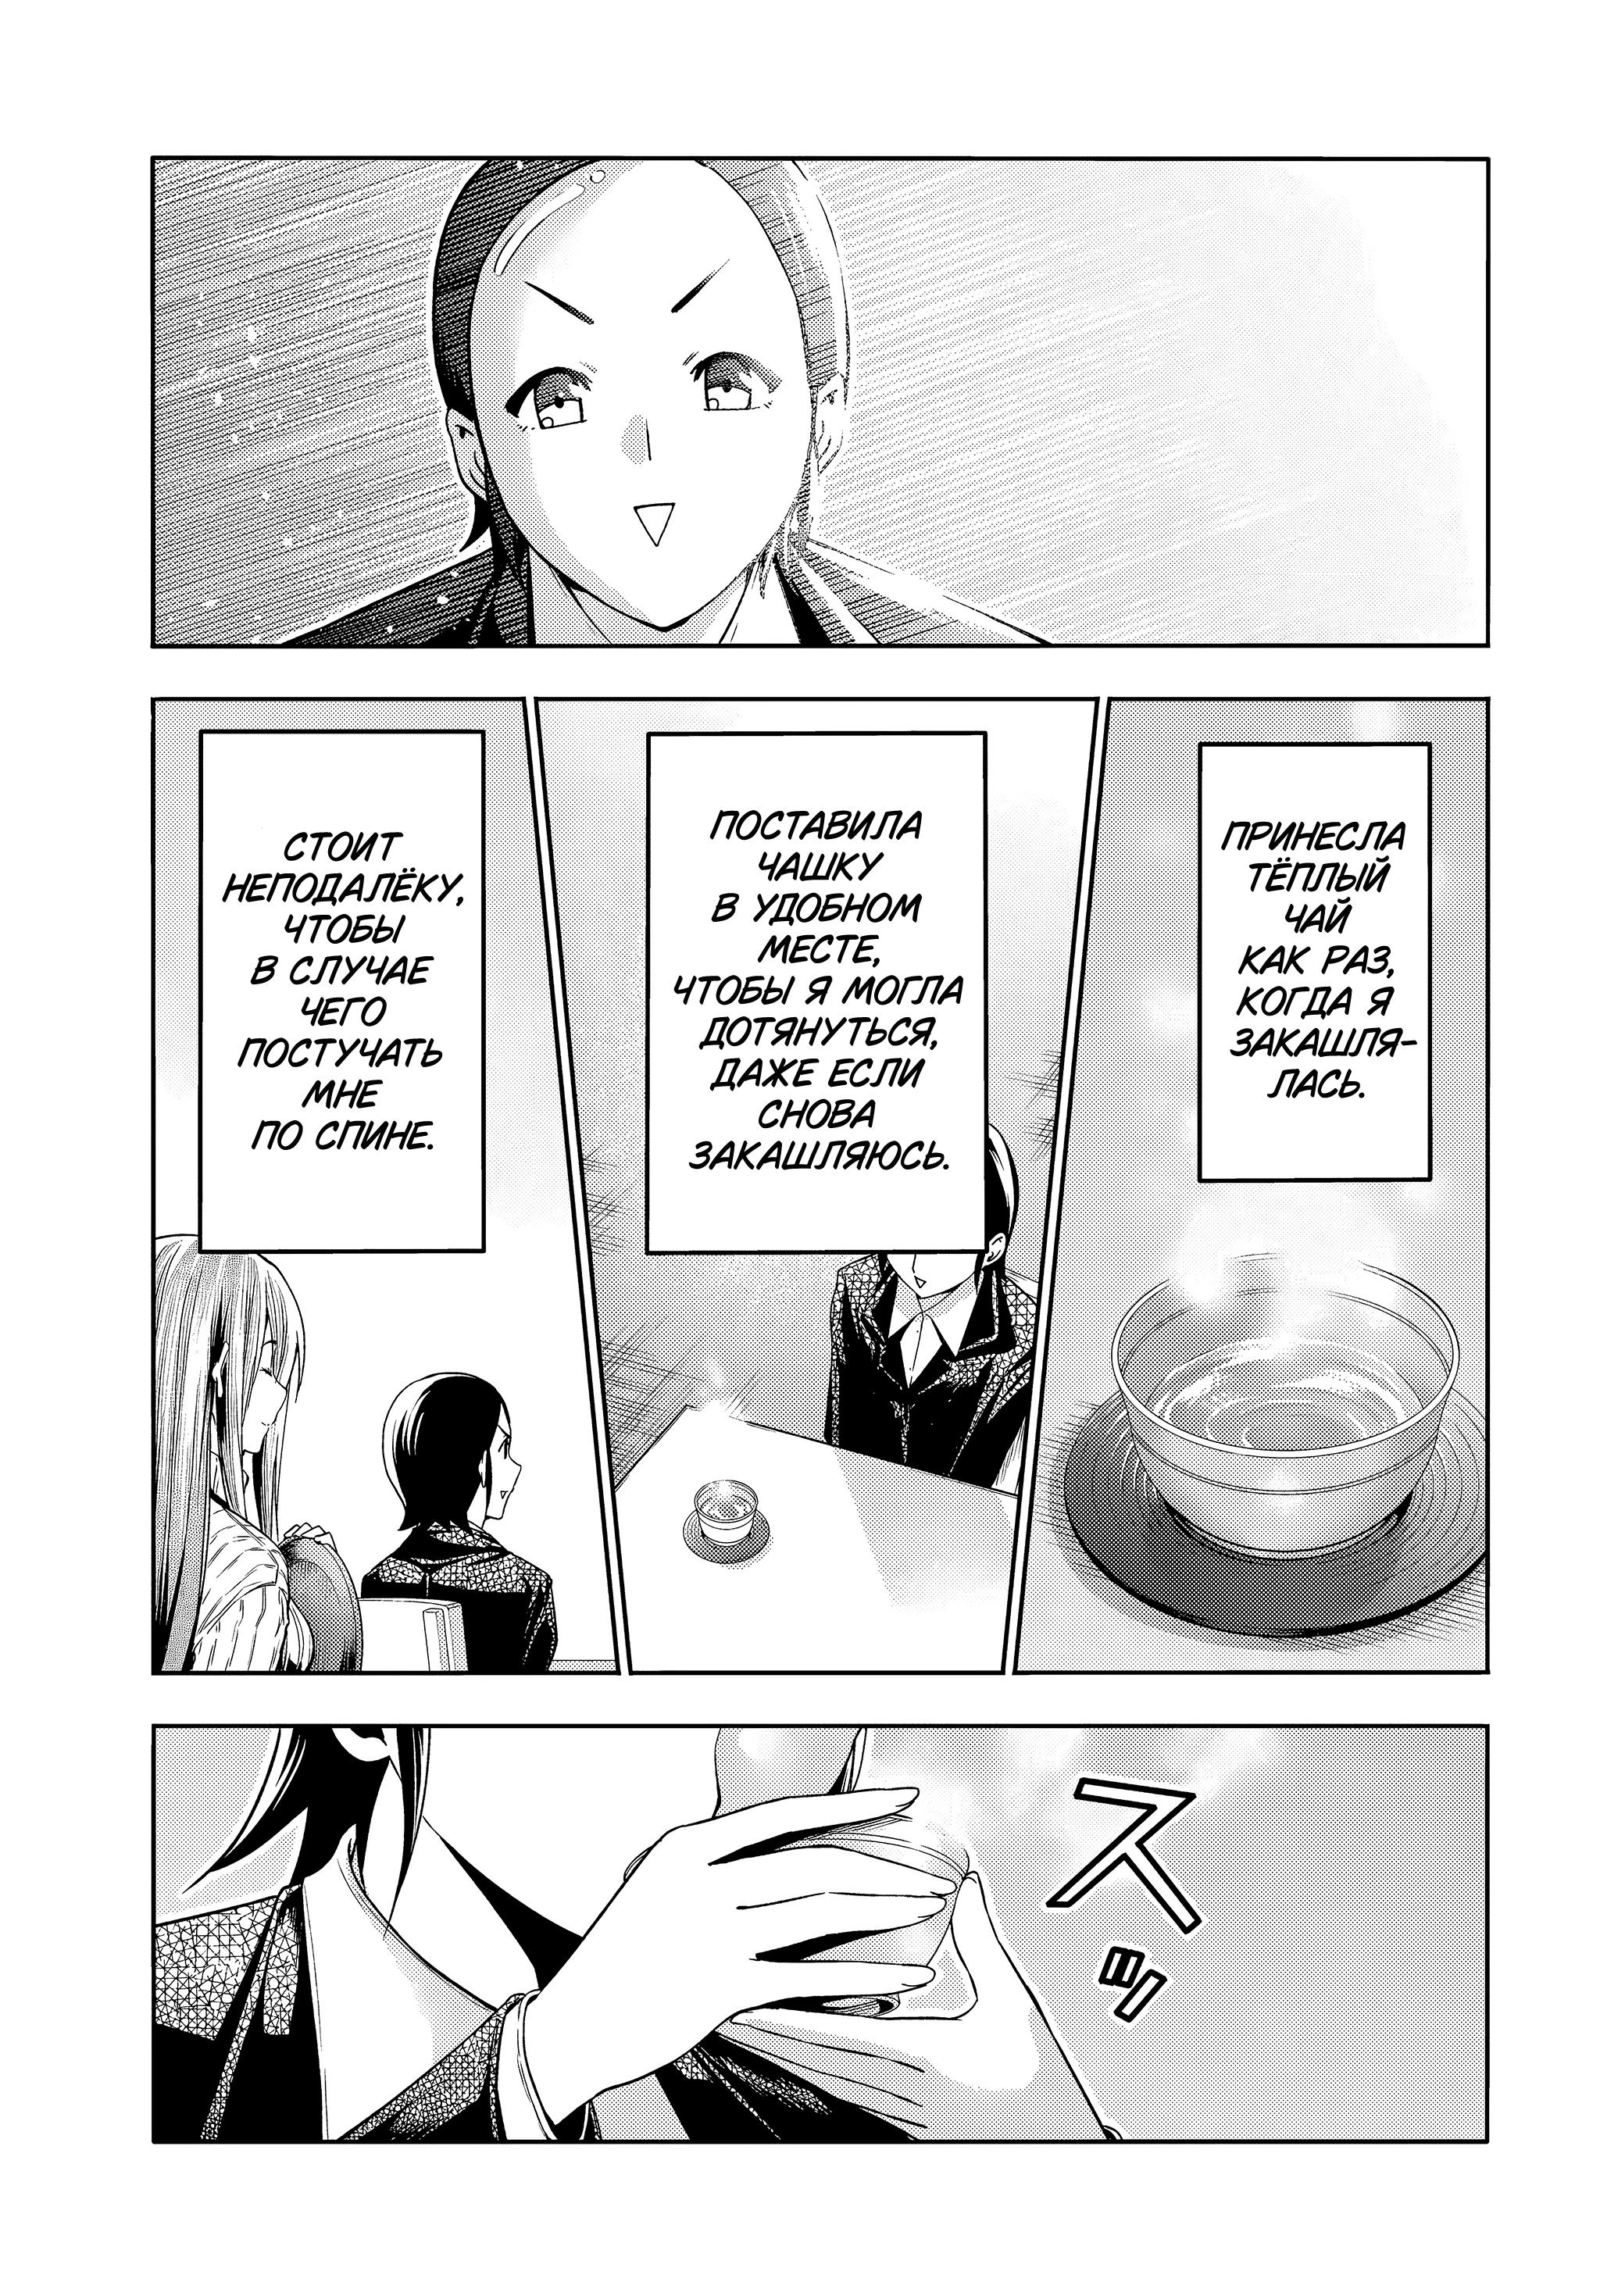 ПРИНЕСЛА
ТЁПЛЫЙ
ЧАЙ
КАК РАЗ,
КОГДА Я
ЗАКАШЛЯ-
ЛАСЬ.
ПОСТАВИЛА
ЧАШКУ
В УДОБНОМ
МЕСТЕ,
ЧТОБЫ Я МОГЛА
ДОТЯНУТЬСЯ,
ДАЖЕ ЕСЛИ
СНОВА
ЗАКАШЛЯЮСЬ.
СТОИТ
НЕПОДАЛЁКУ,
ЧТОБЫ
В СЛУЧАЕ
ЧЕГО
ПОСТУЧАТЬ
МНЕ
ПО СПИНЕ.
スッ